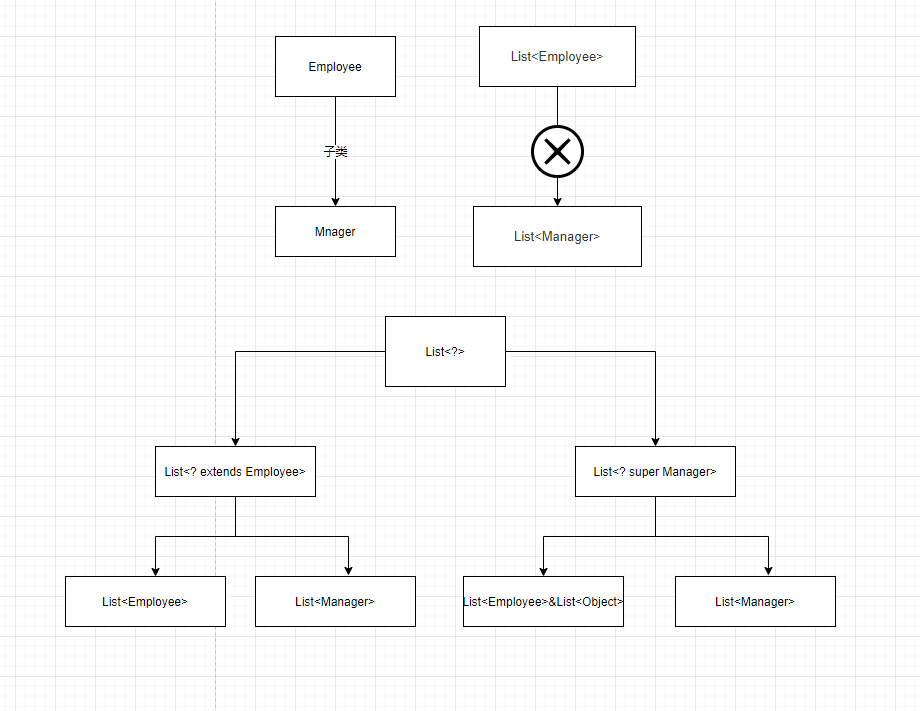 Employee
List<Employee>
子类
Mnager
List<Manager>
List<?>
List<? extends Employee>
List<? super Manager>
List<Employee>
List<Manager>
List<Employee>&List<Object>
List<Manager>